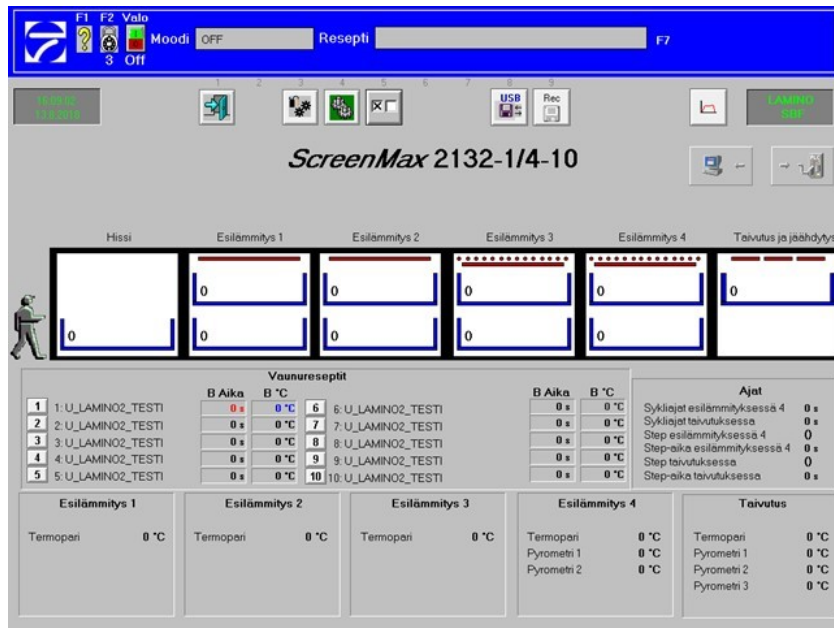 F1 F2 Valo
Moodi OFF Resepti F7
3 Off
1 2 3 4 5 6 7 8 9
USB Rec
LAMINO
SBF
13.8.2010
ScreenMax 2132-1/4-10
Hissi Esilämmitys 1 Esilämmitys 2 Esilämmitys 3 Esilämmitys 4 Taivutus ja jäähdytys
0 0 0 0 0
0 0 0 0 0
Vaunureseptit
B Aika B °C B Aika B °C
1 1: U_LAMINO2_TESTI 0 s 0 °C 6 6: U_LAMINO2_TESTI 0 s 0 °C
2 2: U_LAMINO2_TESTI 0 s 0 °C 7 7: U_LAMINO2_TESTI 0 s 0 °C
3 3: U_LAMINO2_TESTI 0 s 0 °C 8 8: U_LAMINO2_TESTI 0 s 0 °C
4 4: U_LAMINO2_TESTI 0 s 0 °C 9 9: U_LAMINO2_TESTI 0 s 0 °C
5 5: U_LAMINO2_TESTI 0 s 0 °C 10 10: U_LAMINO2_TESTI 0 s 0 °C
Ajat
Sykliajat esilämmityksessä 4 0 s
Sykliajat taivutuksessa 0 s
Step esilämmityksessä 4 0
Step-aika esilämmityksessä 4 0 s
Step taivutuksessa 0
Step-aika taivutuksessa 0 s
Esilämmitys 1 Esilämmitys 2 Esilämmitys 3 Esilämmitys 4 Taivutus
Termopari 0 °C Termopari 0 °C Termopari 0 °C Termopari 0 °C Termopari 0 °C
Pyrometri 1 0 °C Pyrometri 1 0 °C
Pyrometri 2 0 °C Pyrometri 2 0 °C
Pyrometri 3 0 °C